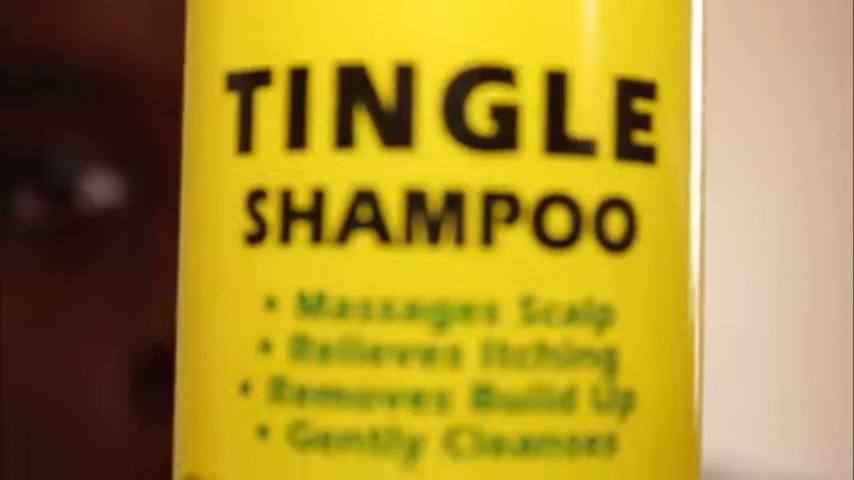 TINGLE
SHAMPOO
• Massages Scalp
• Relieves Itching
• Removes Build Up
• Gently Cleanses